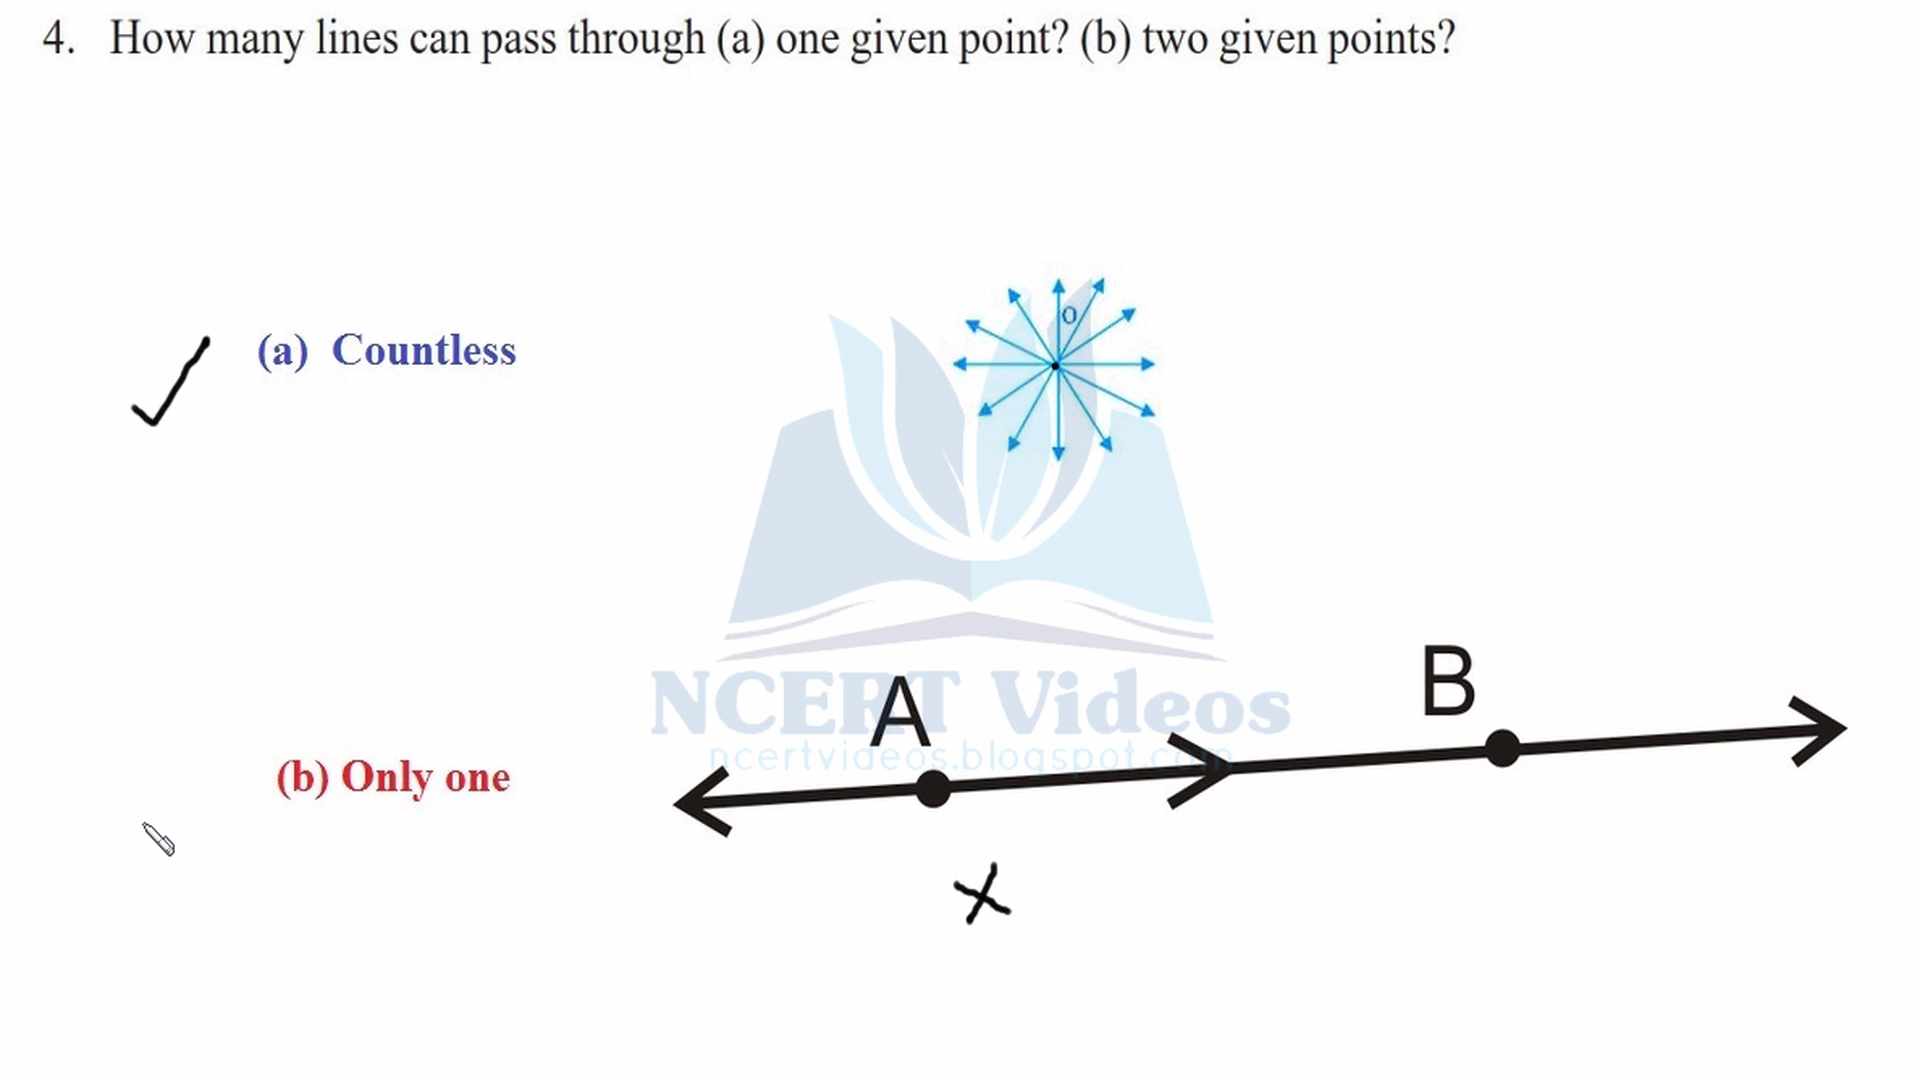 4. How many lines can pass through (a) one given point? (b) two given points?
O
(a) Countless
B
NCERT Videos
A
ncertvideos.blogspot.com
(b) Only one